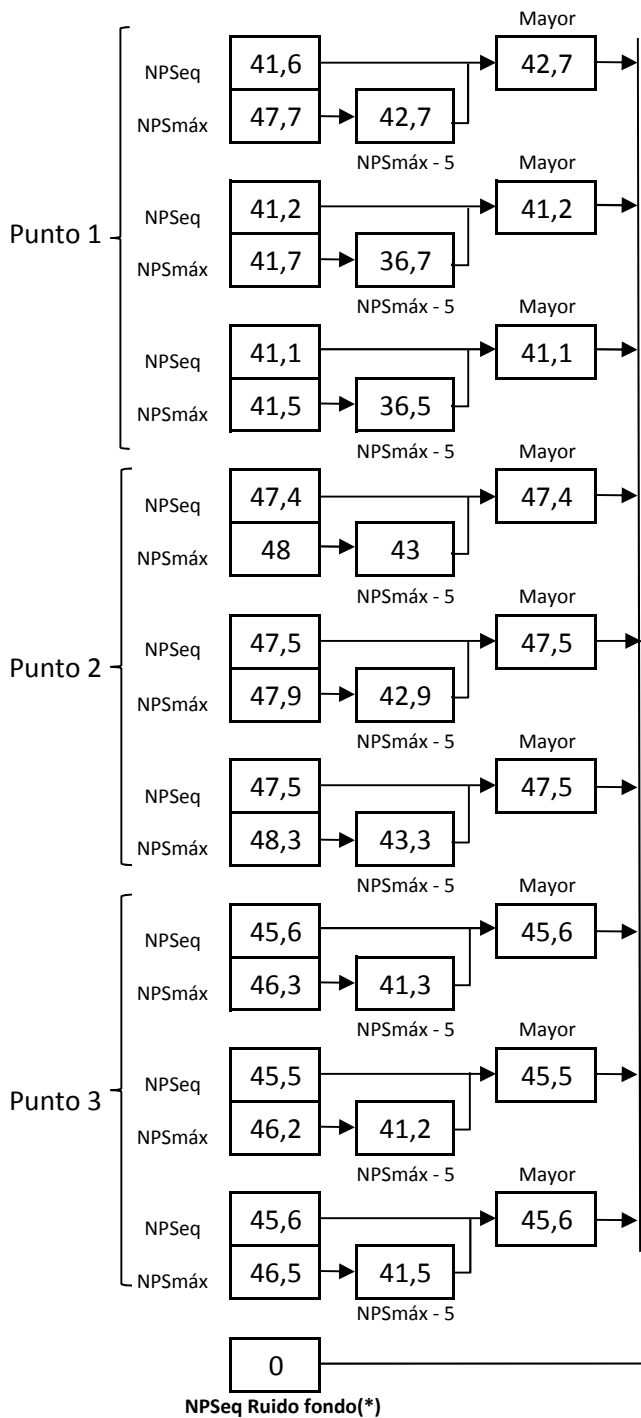 Mayor
NPSeq 41,6 42,7
NPSmáx 47,7 42,7
NPSmáx - 5
Punto 1
Mayor
NPSeq 41,2 41,2
NPSmáx 41,7 36,7
NPSmáx - 5
Mayor
NPSeq 41,1 41,1
NPSmáx 41,5 36,5
NPSmáx - 5
Mayor
NPSeq 47,4 47,4
NPSmáx 48 43
NPSmáx - 5
Punto 2
Mayor
NPSeq 47,5 47,5
NPSmáx 47,9 42,9
NPSmáx - 5
Mayor
NPSeq 47,5 47,5
NPSmáx 48,3 43,3
NPSmáx - 5
Mayor
NPSeq 45,6 45,6
NPSmáx 46,3 41,3
NPSmáx - 5
Punto 3
Mayor
NPSeq 45,5 45,5
NPSmáx 46,2 41,2
NPSmáx - 5
Mayor
NPSeq 45,6 45,6
NPSmáx 46,5 41,5
NPSmáx - 5
0
NPSeq Ruido fondo(*)